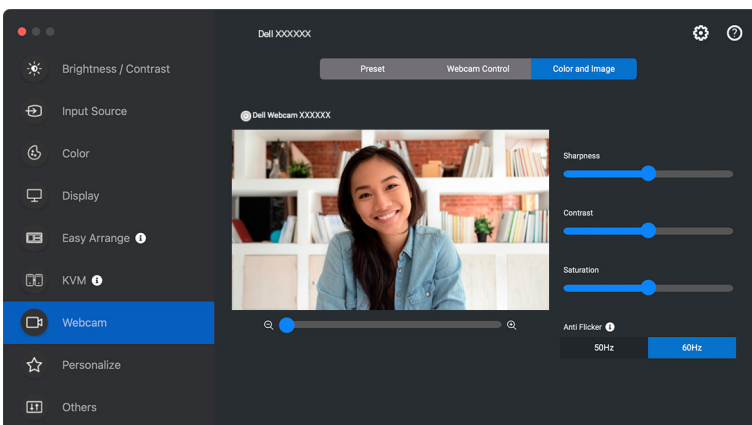 Dell XXXXXX
Brightness / Contrast
Input Source
Color
Display
Easy Arrange
KVM
Webcam
Personalize
Others
Preset
Webcam Control
Color and Image
Dell Webcam XXXXXX
Sharpness
Contrast
Saturation
Anti Flicker
50Hz
60Hz